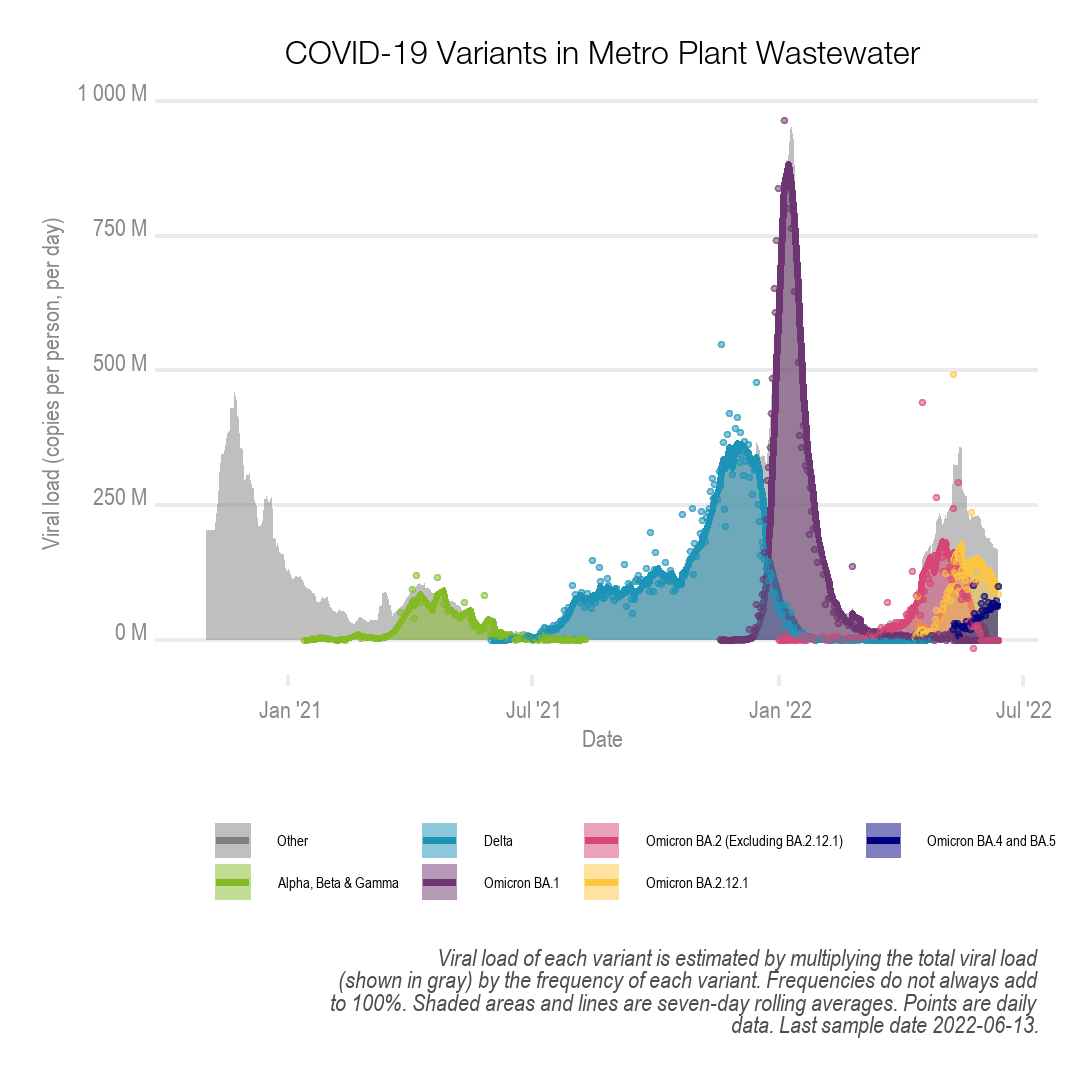 COVID-19 Variants in Metro Plant Wastewater
1 000 M
750 M
500 M
250 M
0 M
Viral load (copies per person, per day)
Jan '21
Jul '21
Jan '22
Jul '22
Date
Other
Delta
Omicron BA.2 (Excluding BA.2.12.1)
Omicron BA.4 and BA.5
Alpha, Beta & Gamma
Omicron BA.1
Omicron BA.2.12.1
Viral load of each variant is estimated by multiplying the total viral load
(shown in gray) by the frequency of each variant. Frequencies do not always add
to 100%. Shaded areas and lines are seven-day rolling averages. Points are daily
data. Last sample date 2022-06-13.